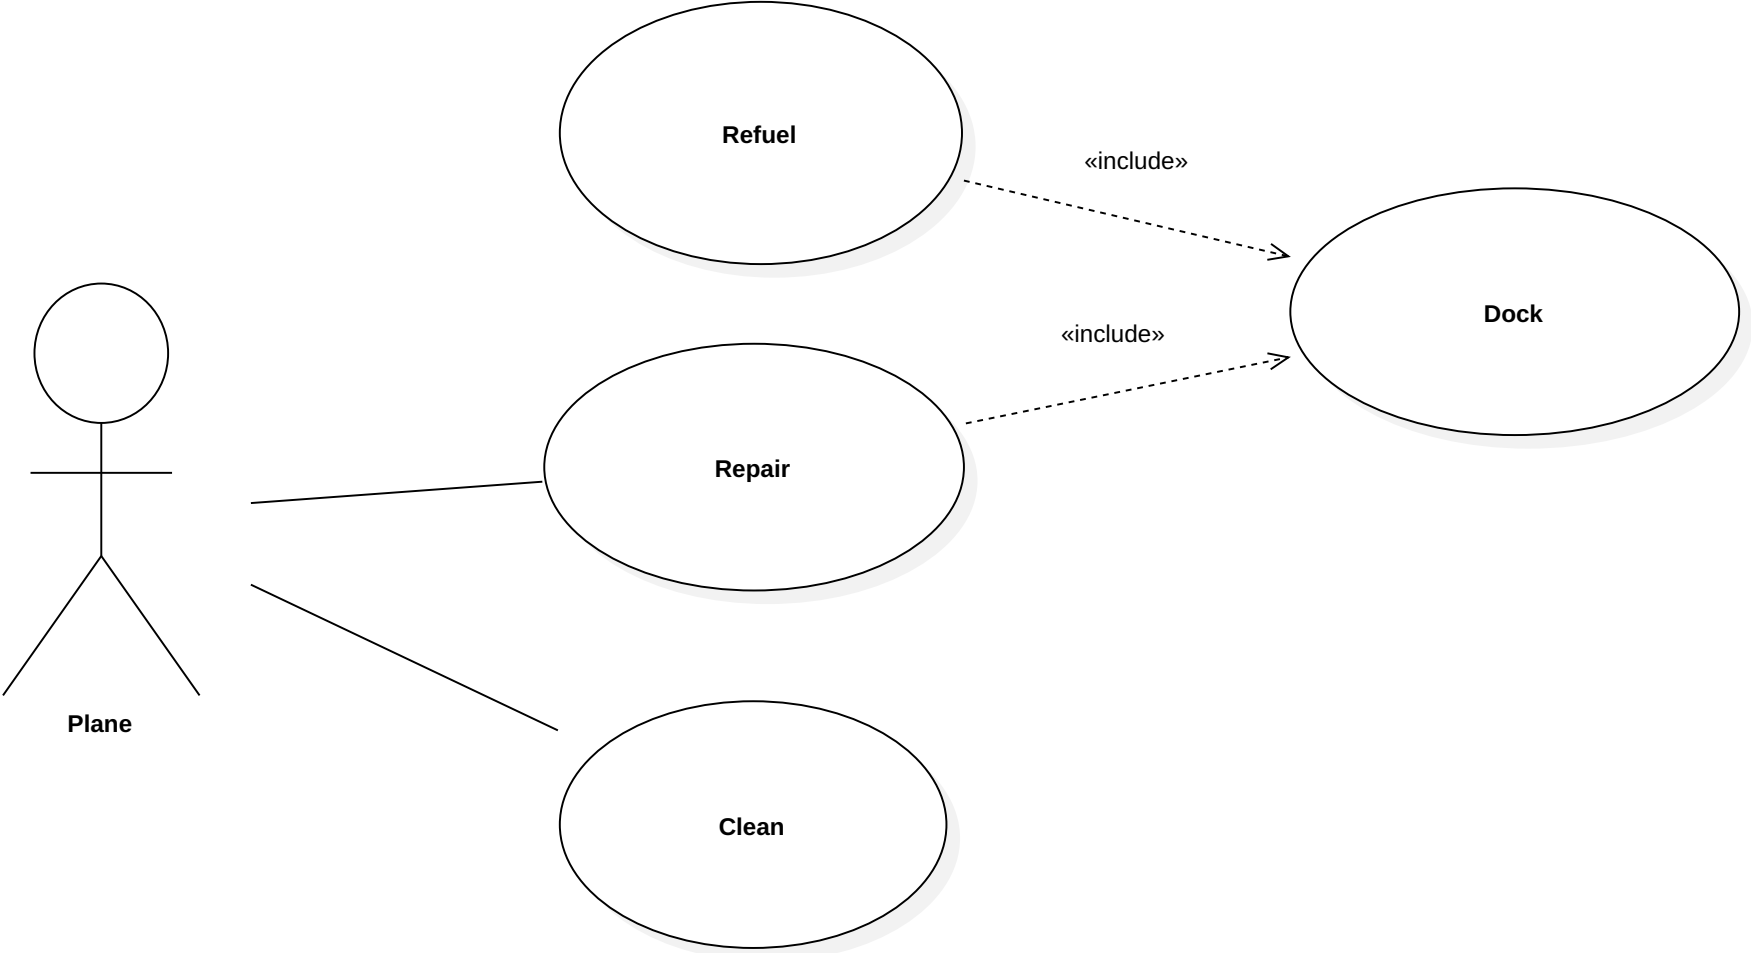 Refuel
«include»
Dock
«include»
Repair
Plane
Clean